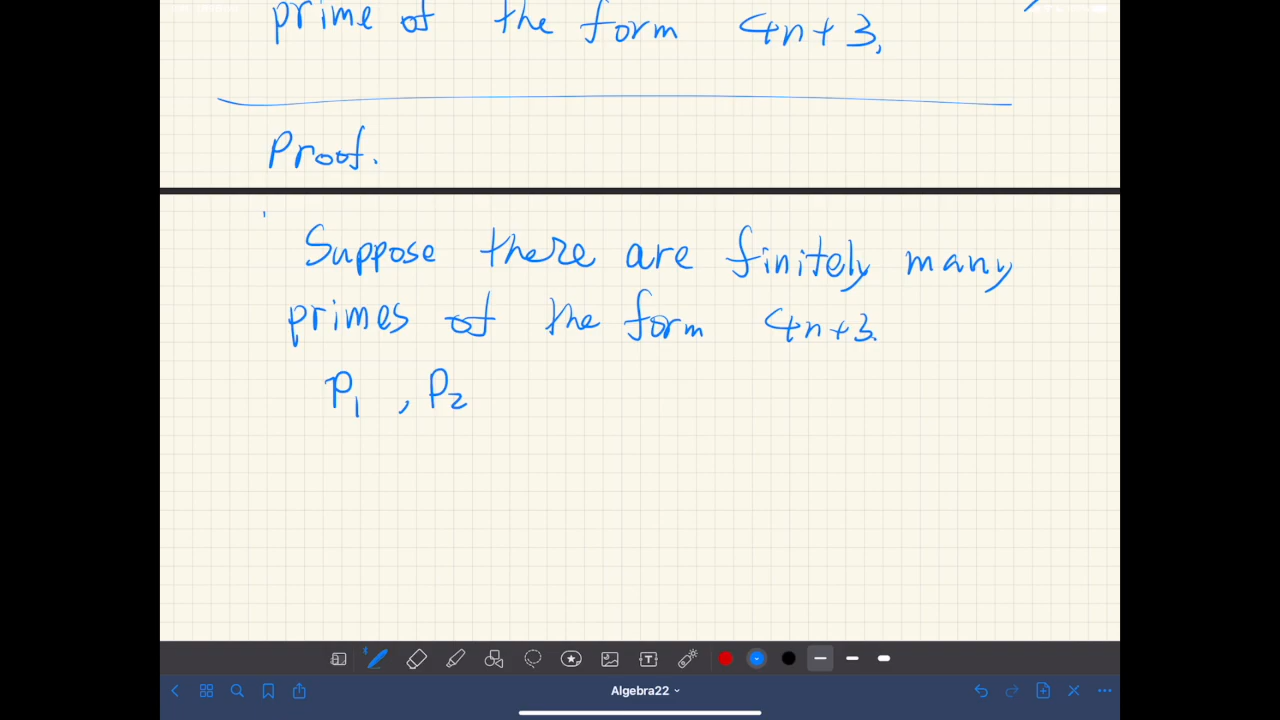 prime of the form 4n+3,
Proof.
Suppose there are finitely many
primes of the form 4n+3.
P₁ , P₂
Algebra22